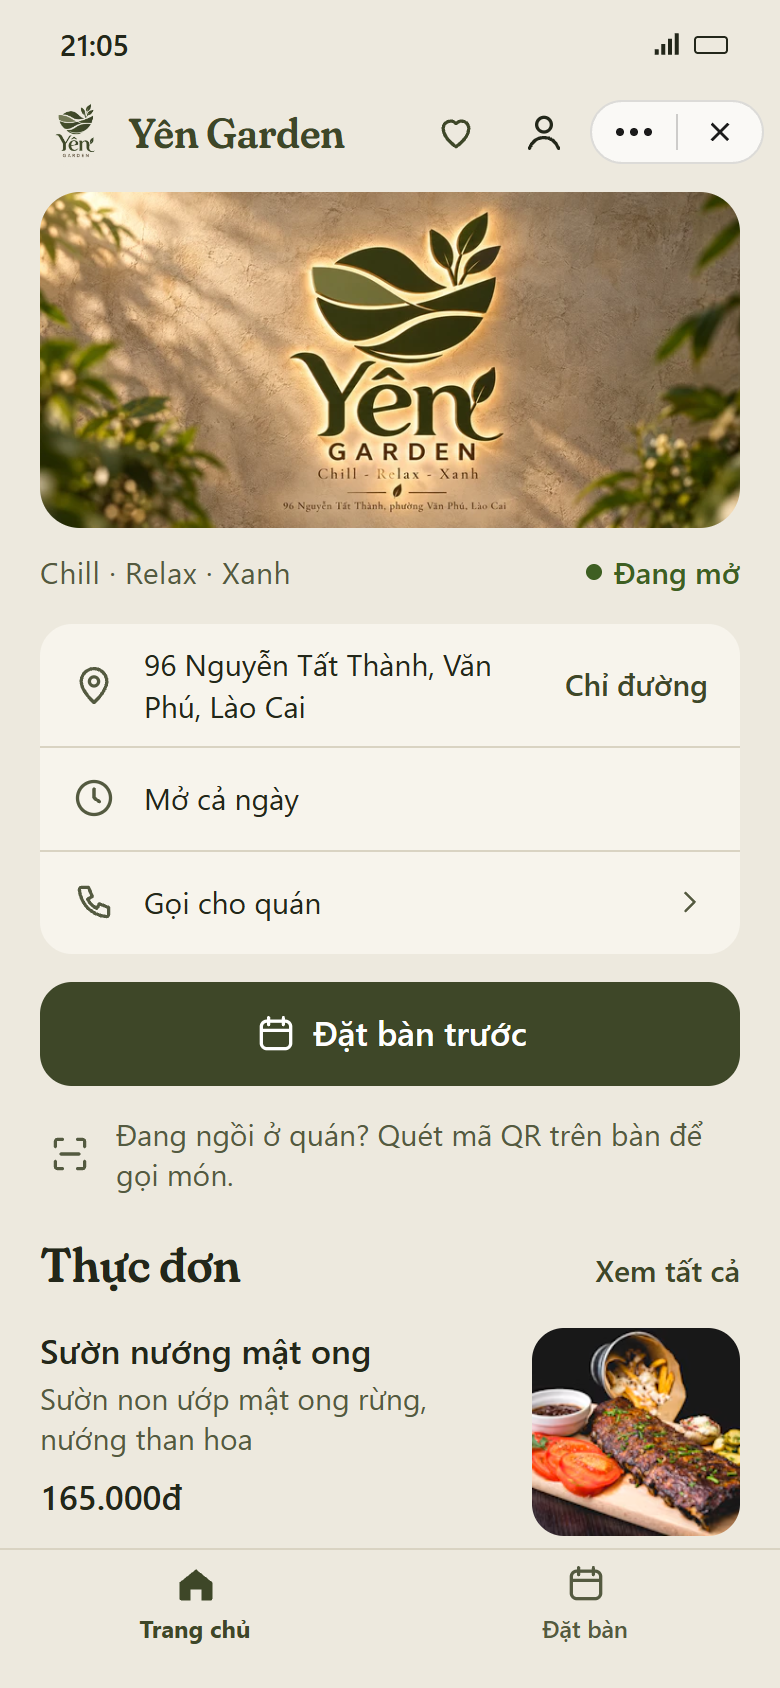 21:05
Yên
GARDEN
Yên Garden
Yên
GARDEN
Chill - Relax - Xanh
96 Nguyễn Tất Thành, phường Văn Phú, Lào Cai
Chill · Relax · Xanh
Đang mở
96 Nguyễn Tất Thành, Văn
Phú, Lào Cai
Chỉ đường
Mở cả ngày
Gọi cho quán
Đặt bàn trước
Đang ngồi ở quán? Quét mã QR trên bàn để
gọi món.
Thực đơn
Xem tất cả
Sườn nướng mật ong
Sườn non ướp mật ong rừng,
nướng than hoa
165.000đ
Trang chủ
Đặt bàn